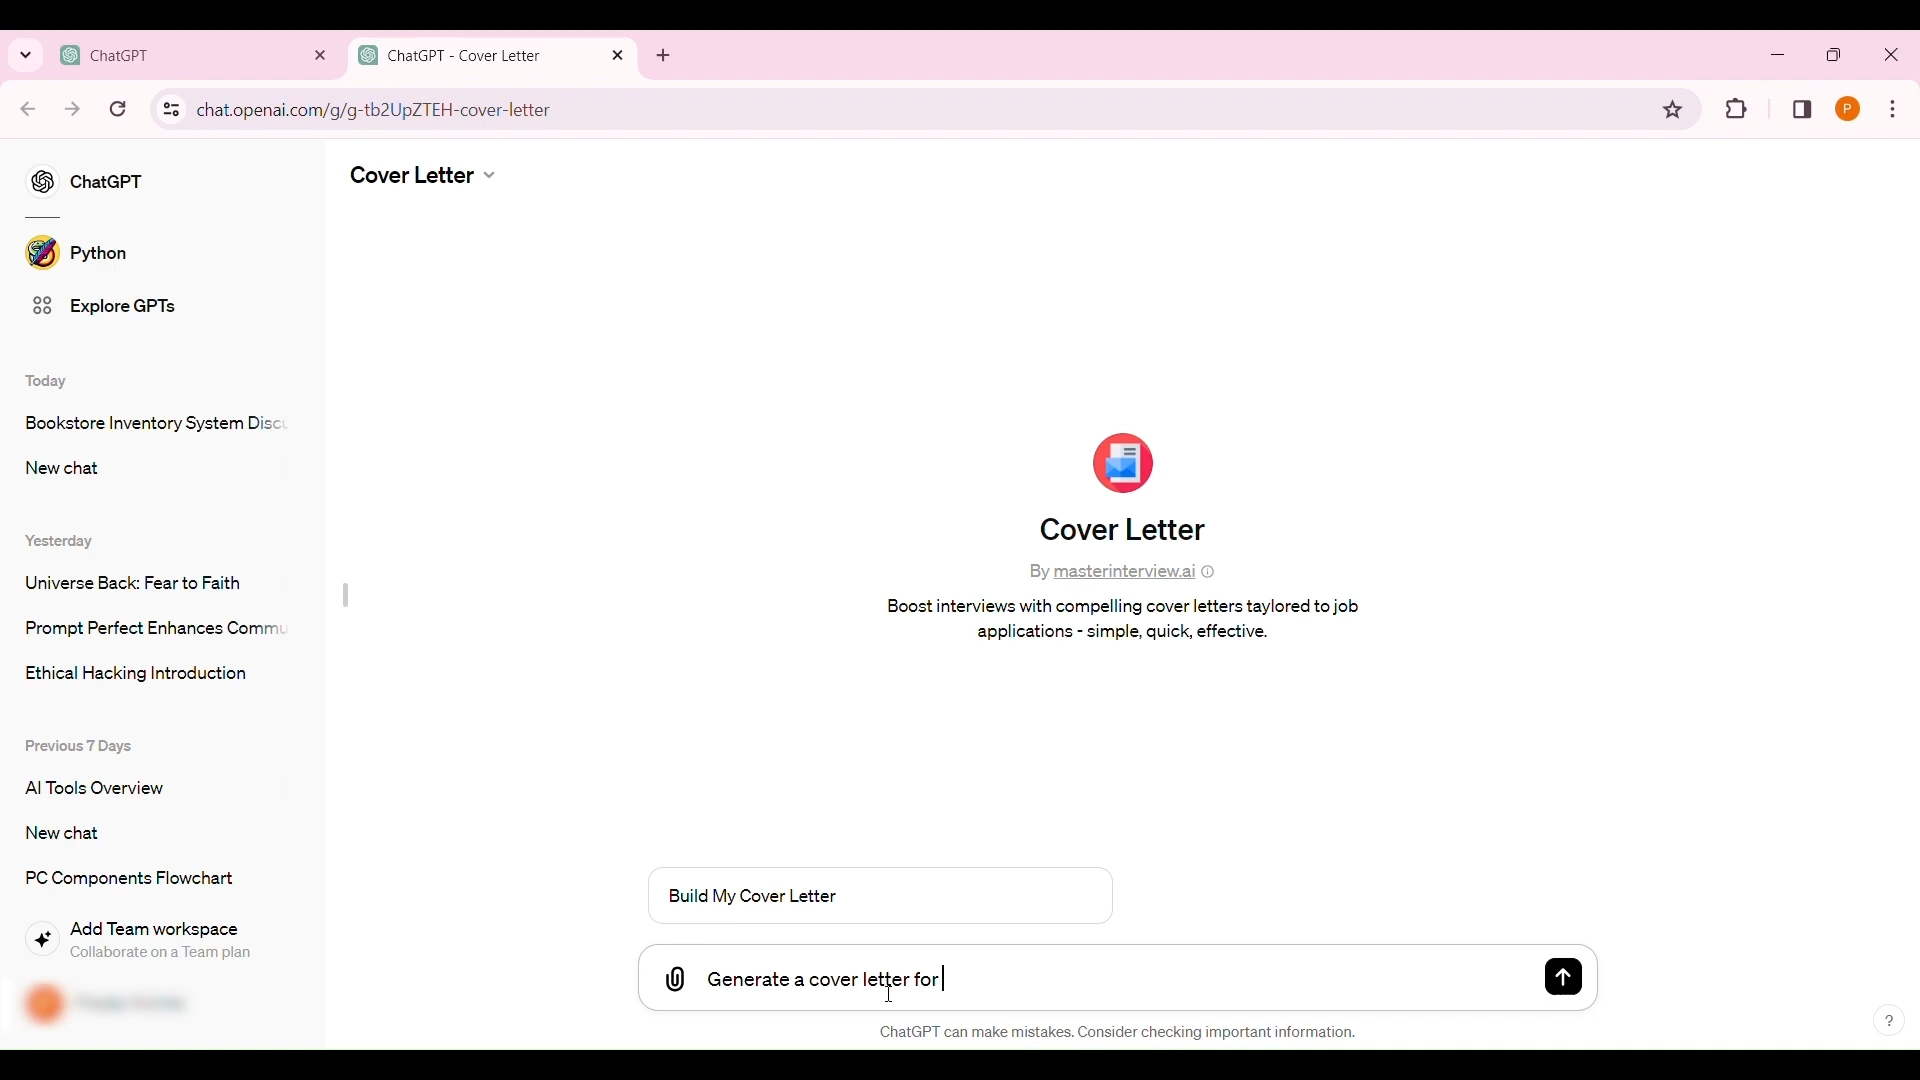 ChatGPT
ChatGPT - Cover Letter
chat.openai.com/g/g-tb2UpZTEH-cover-letter
P
ChatGPT
Python
Explore GPTs
Today
Bookstore Inventory System Discu
New chat
Yesterday
Universe Back: Fear to Faith
Prompt Perfect Enhances Commu
Ethical Hacking Introduction
Previous 7 Days
AI Tools Overview
New chat
PC Components Flowchart
Add Team workspace
Collaborate on a Team plan
Cover Letter
Cover Letter
By masterinterview.ai
Boost interviews with compelling cover letters taylored to job
applications - simple, quick, effective.
Build My Cover Letter
Generate a cover letter for
ChatGPT can make mistakes. Consider checking important information.
?